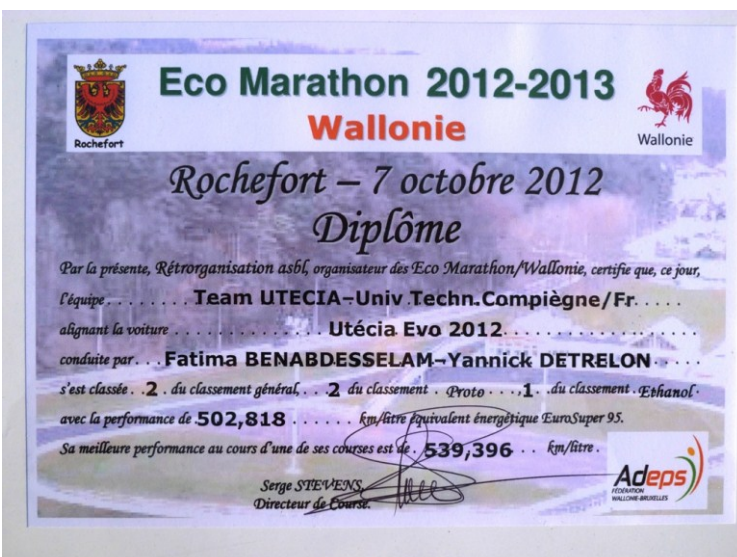 Eco Marathon 2012-2013
Wallonie
Rochefort
Wallonie
Rochefort – 7 octobre 2012
Diplôme
Par la présente, Rétrorganisation asbl, organisateur des Eco Marathon/Wallonie, certifie que, ce jour,
l'équipe . . . . . . . . Team UTECIA–Univ.Techn.Compiègne/Fr. . . . .
alignant la voiture . . . . . . . . . . . . . . Utécia Evo 2012. . . . . . . . . . . . . . . . . .
conduite par. . . Fatima BENABDESSELAM–Yannick DETRELON . . . . .
s'est classée . . 2 . du classement général, . . 2 du classement . Proto . . . 1 . . du classement . Ethanol .
avec la performance de 502,818 . . . . . . km/litre équivalent énergétique EuroSuper 95.
Sa meilleure performance au cours d'une de ses courses est de . 539,396 . . . km/litre .
Serge STEVENS,
Directeur de Course.
Adeps
FÉDÉRATION
WALLONIE-BRUXELLES